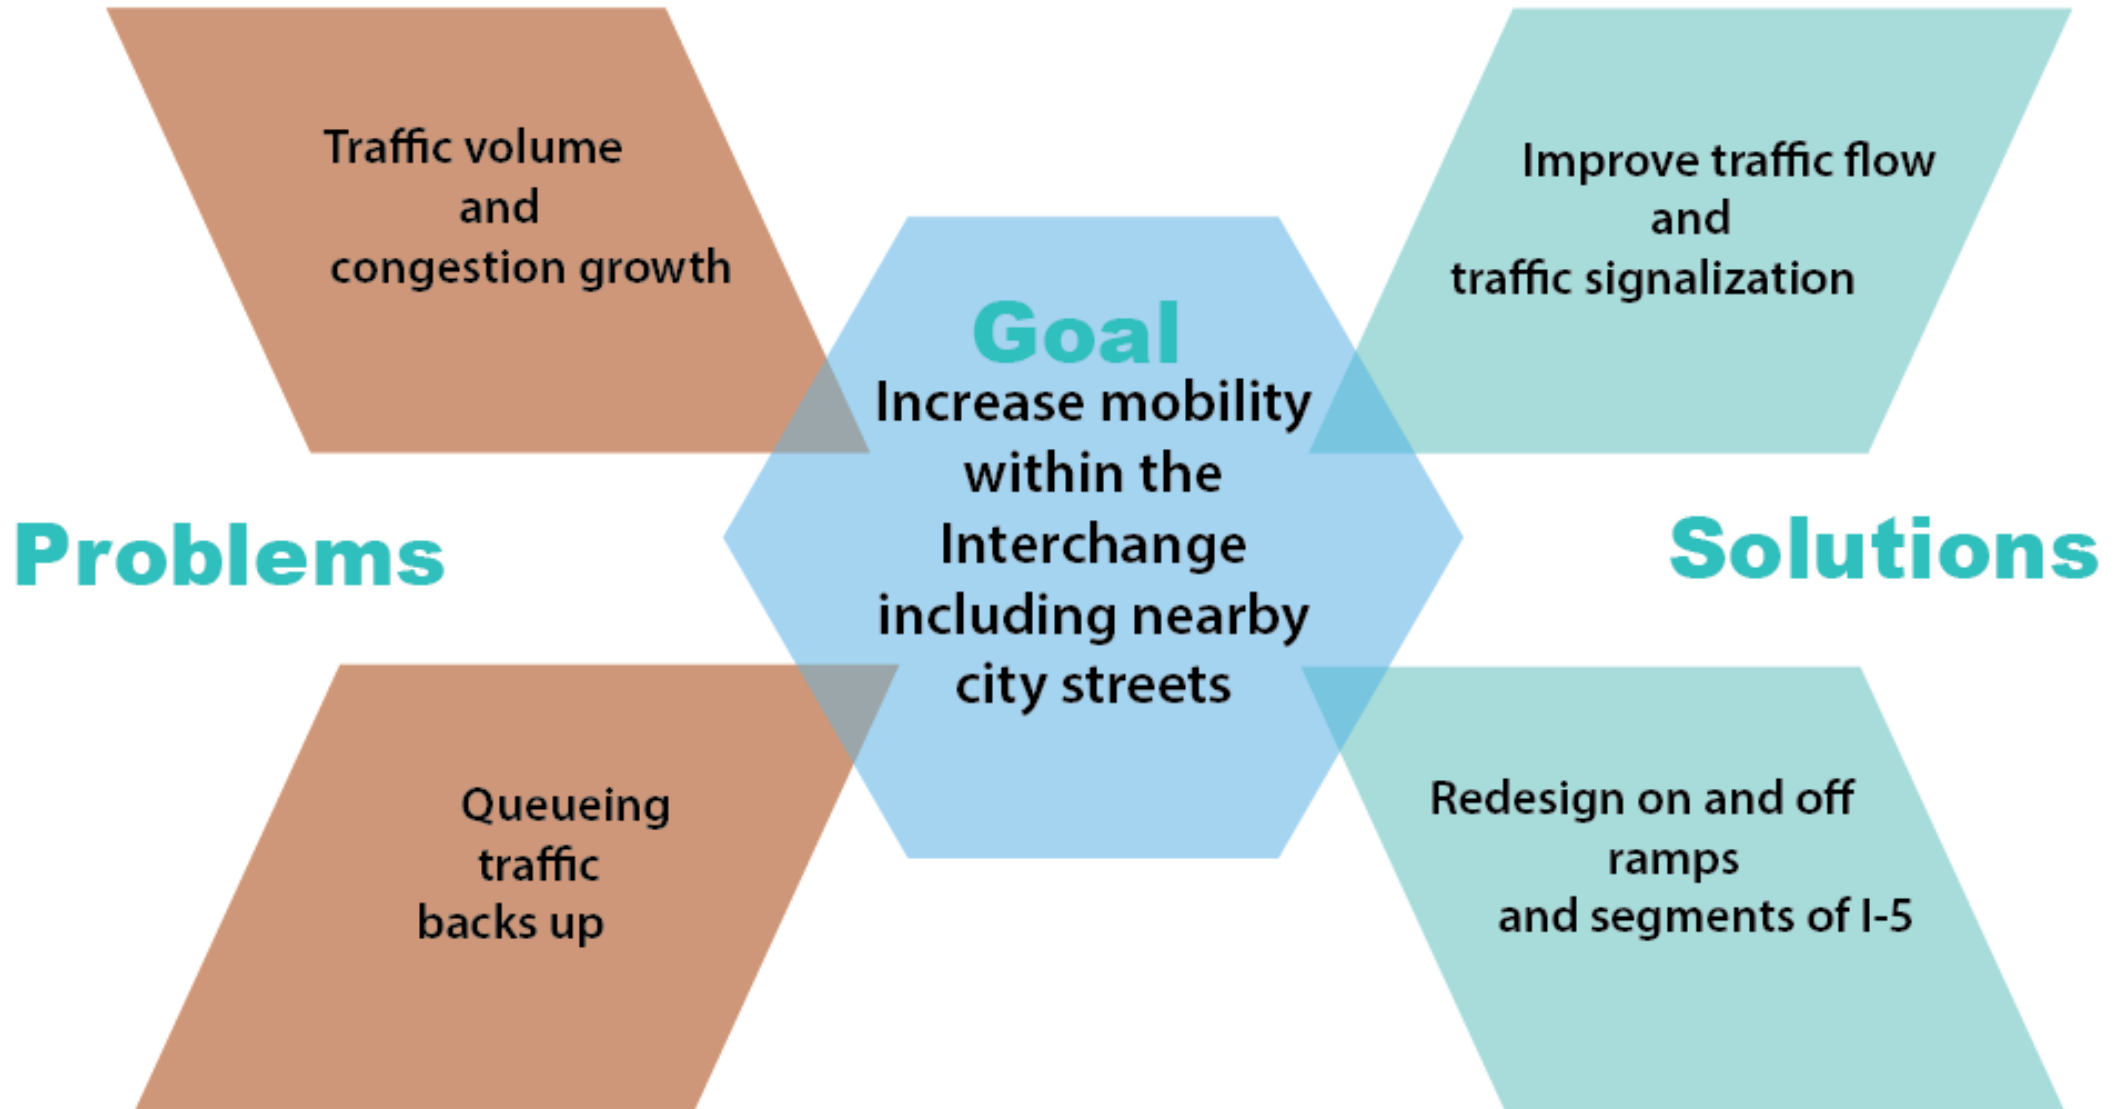 Traffic volume
and
congestion growth
Problems
Queueing
traffic
backs up
Goal
Increase mobility
within the
Interchange
including nearby
city streets
Improve traffic flow
and
traffic signalization
Solutions
Redesign on and off
ramps
and segments of I-5